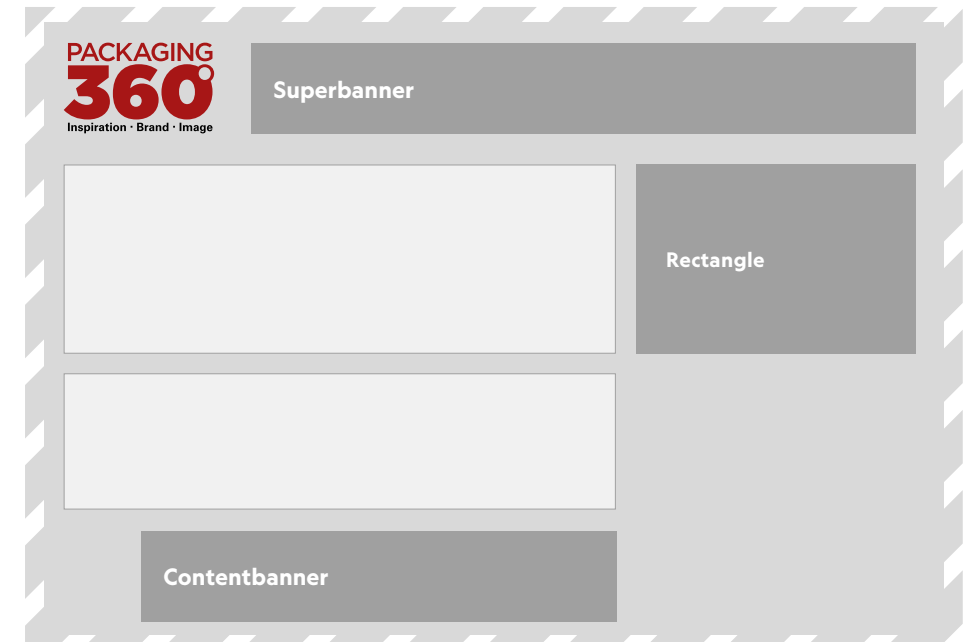 PACKAGING
360°
Inspiration · Brand · Image
Superbanner
Rectangle
Contentbanner